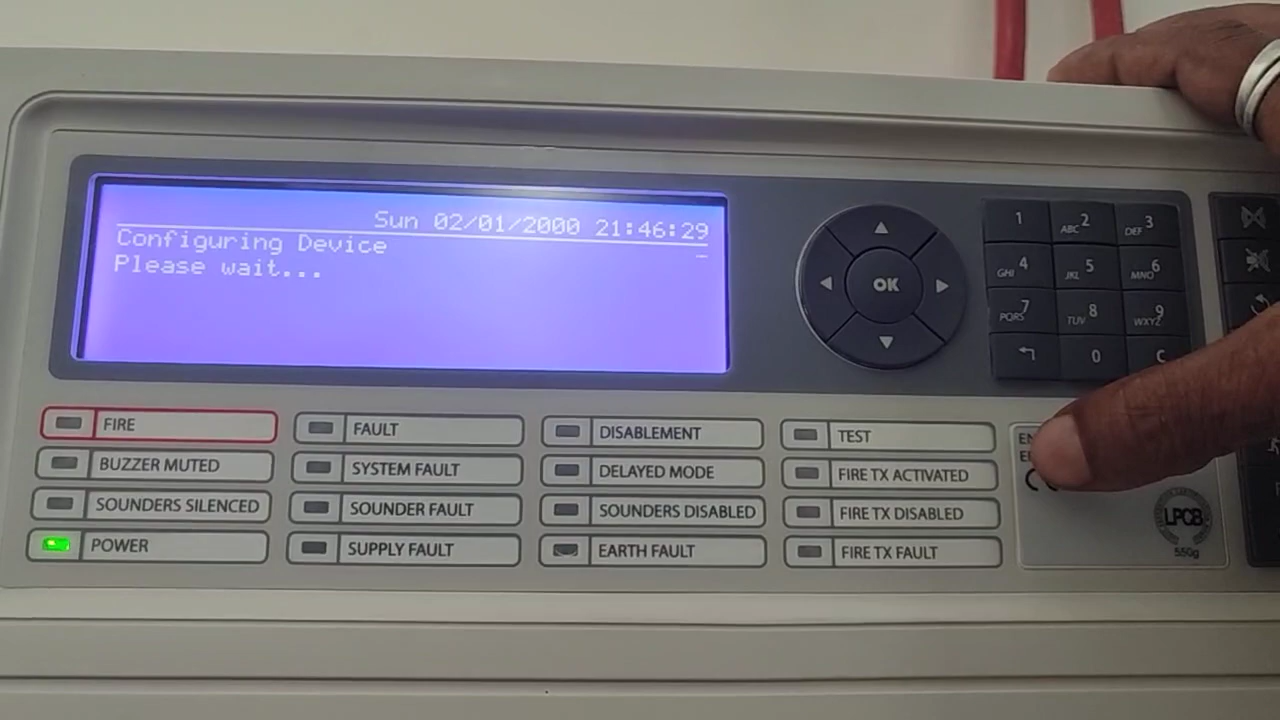 Sun 02/01/2000 21:46:29
Configuring Device
Please wait...
OK
1 ABC 2 DEF 3
GHI 4 JKL 5 MNO 6
PQRS 7 TUV 8 WXYZ 9
0 C
FIRE FAULT DISABLEMENT TEST
BUZZER MUTED SYSTEM FAULT DELAYED MODE FIRE TX ACTIVATED
SOUNDERS SILENCED SOUNDER FAULT SOUNDERS DISABLED FIRE TX DISABLED
POWER SUPPLY FAULT EARTH FAULT FIRE TX FAULT
LPCB
550g